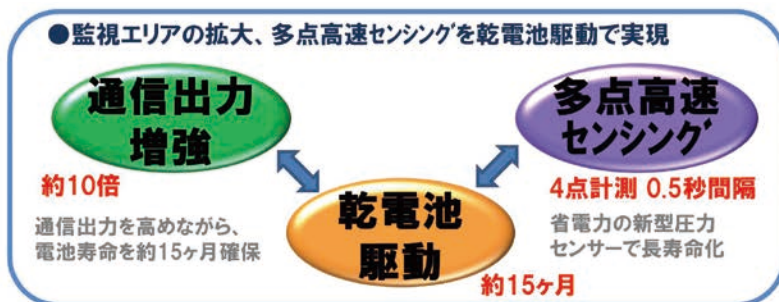 ●監視エリアの拡大、多点高速センシングを乾電池駆動で実現
通信出力
増強
約10倍
通信出力を高めながら、
電池寿命を約15ヶ月確保
多点高速
センシング
4点計測 0.5秒間隔
省電力の新型圧力
センサーで長寿命化
乾電池
駆動
約15ヶ月